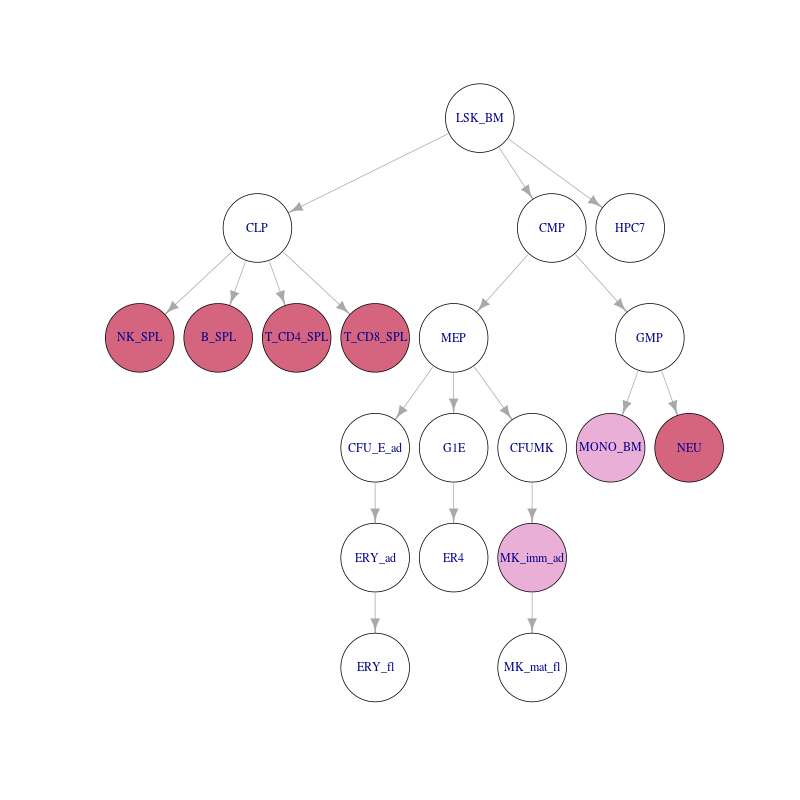 LSK_BM
CLP
CMP
HPC7
NK_SPL
B_SPL
T_CD4_SPL
T_CD8_SPL
MEP
GMP
CFU_E_ad
G1E
CFUMK
MONO_BM
NEU
ERY_ad
ER4
MK_imm_ad
ERY_fl
MK_mat_fl